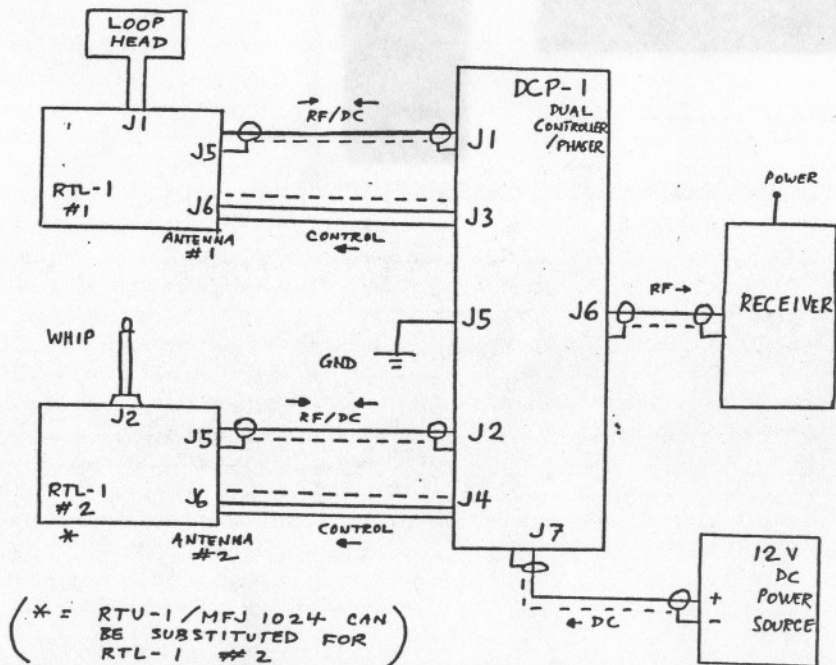 LOOP
HEAD
J1
J5
RTL-1
#1
J6
ANTENNA
#1
RF/DC
CONTROL
DCP-1
DUAL
CONTROLLER
/PHASER
J1
J3
J5
GND
J6
RF
POWER
RECEIVER
WHIP
J2
J5
RTL-1
#2
*
J6
ANTENNA
#2
RF/DC
CONTROL
J2
J4
J7
DC
12 V
DC
POWER
SOURCE
+
-
(* = RTU-1/MFJ 1024 CAN
BE SUBSTITUTED FOR
RTL-1 #2)